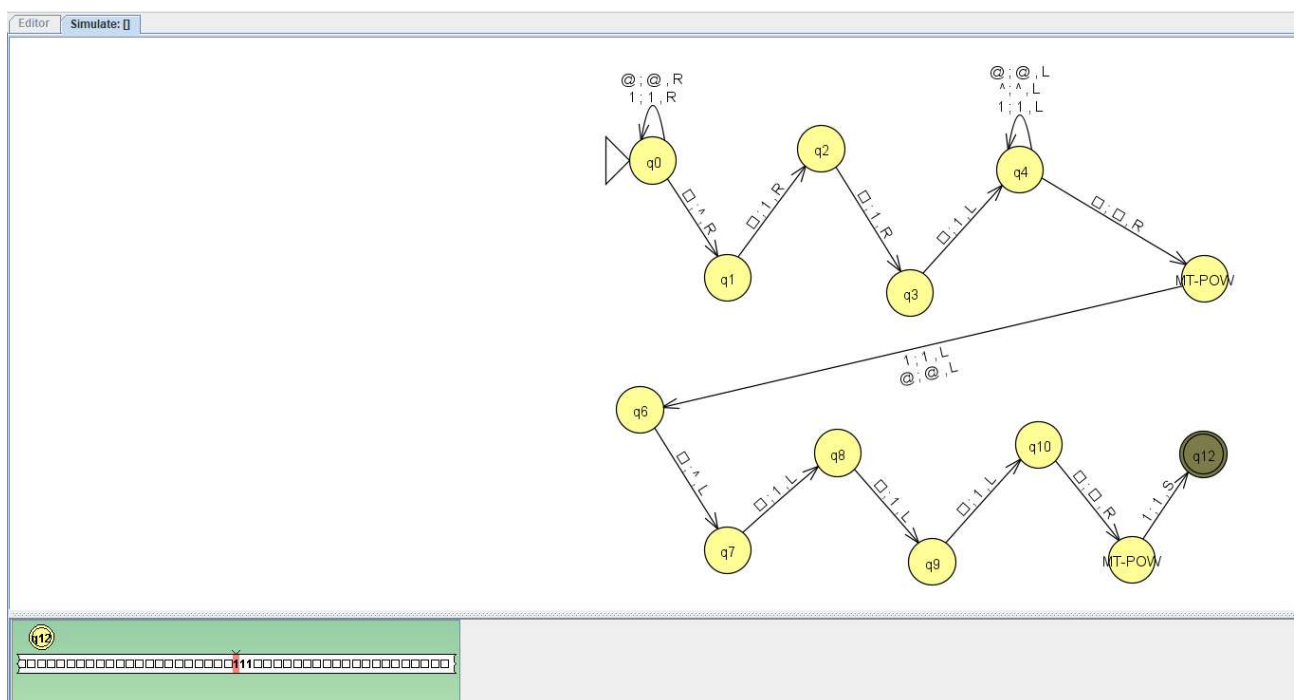 Editor
Simulate: []
@ ; @ , R
1 ; 1 , R
@ ; @ , L
^ ; ^ , L
1 ; 1 , L
q0
q2
q4
□ ; ^ , R
□ ; 1 , R
□ ; 1 , R
□ ; 1 , L
□ ; □ , R
q1
q3
MT-POW
1 ; 1 , L
@ ; @ , L
q6
q8
q10
q12
□ ; ^ , L
□ ; 1 , L
□ ; 1 , L
□ ; 1 , L
□ ; □ , R
1 ; 1 , S
q7
q9
MT-POW
q12
□□□□□□□□□□□□□□□□□□□□□□111□□□□□□□□□□□□□□□□□□□□